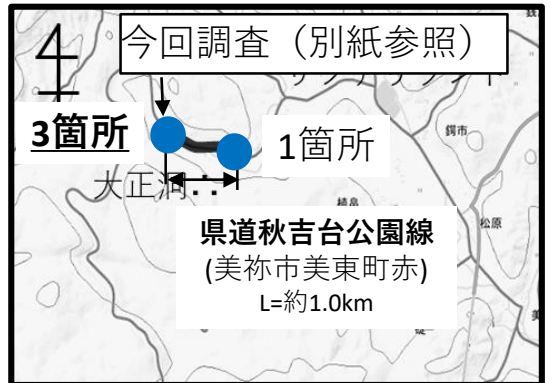 今回調査（別紙参照）
3箇所
1箇所
大正洞
鍔市
植畠
松原
県道秋吉台公園線
(美祢市美東町赤)
L=約1.0km